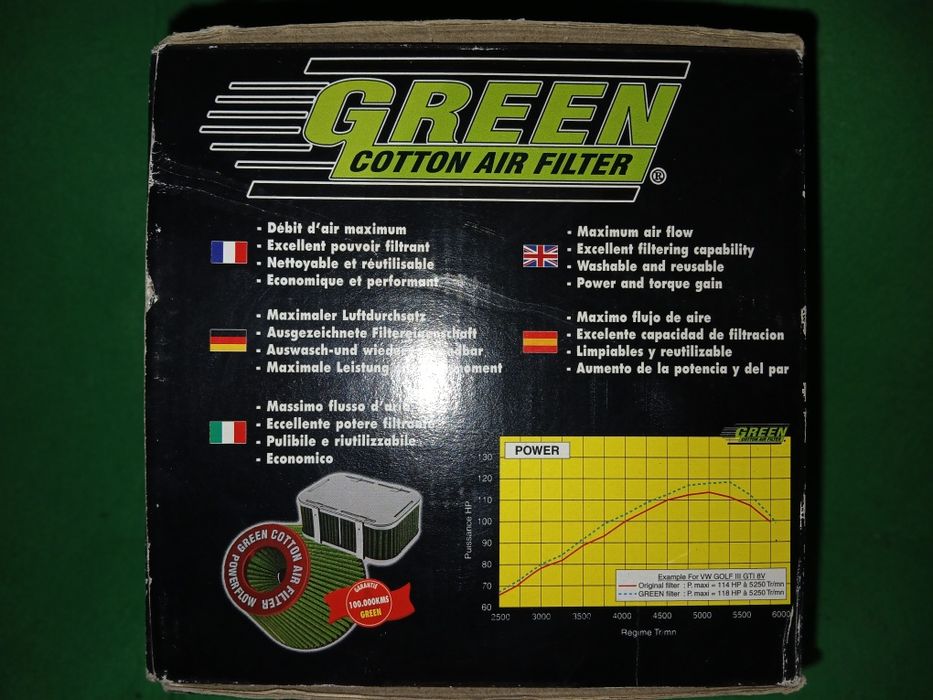 GREEN
COTTON AIR FILTER
®
- Débit d'air maximum
- Excellent pouvoir filtrant
- Nettoyable et réutilisable
- Economique et performant
- Maximum air flow
- Excellent filtering capability
- Washable and reusable
- Power and torque gain
- Maximaler Luftdurchsatz
- Ausgezeichnete Filtereigenschaft
- Auswasch-und
- Maximale Leistung
- Maximo flujo de aire
- Excelente capacidad de filtracion
- Limpiables y reutilizable
- Aumento de la potencia y del par
- Massimo flusso d'aria
- Eccellente potere filtrante
- Pulibile e riutilizzabile
- Economico
GREEN COTTON AIR FILTER
POWERFLOW
GARANTIE
100.000KMS
GREEN
GREEN
COTTON AIR FILTER
POWER
Puissance HP
130
120
110
100
90
80
70
60
2500 3000 3500 4000 4500 5000 5500 6000
Regime Tr/mn
Example For VW GOLF III GTI 8V
Original filter : P. maxi = 114 HP à 5250 Tr/mn
GREEN filter : P. maxi = 118 HP à 5250 Tr/mn